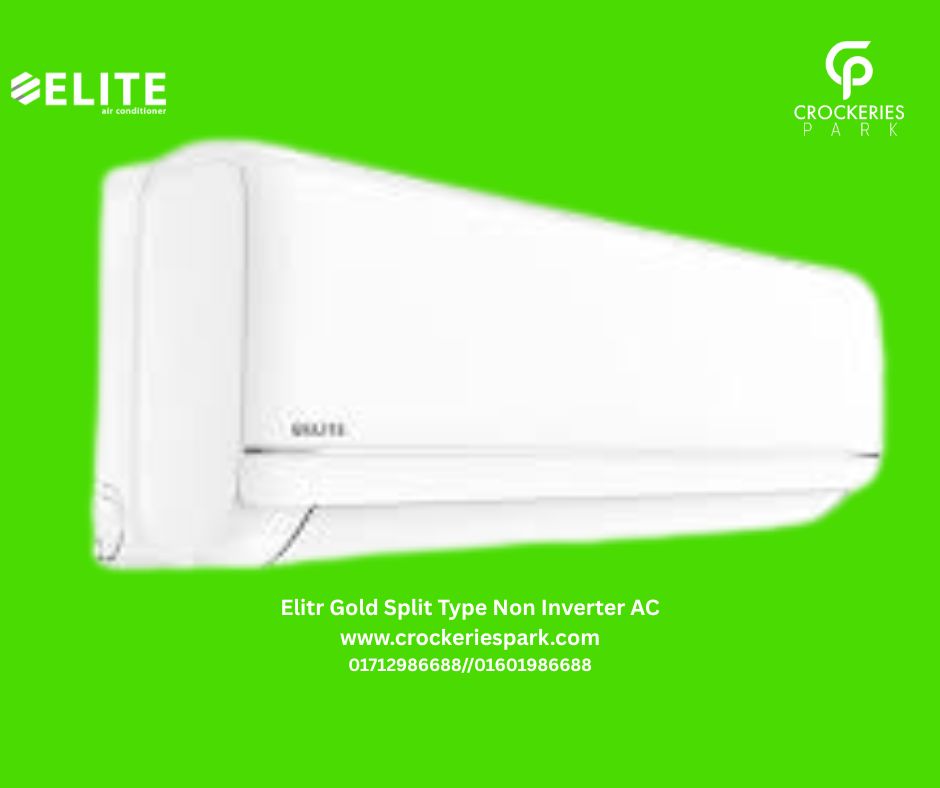 ELITE
air conditioner
CROCKERIES
PARK
ELITE
Elitr Gold Split Type Non Inverter AC
www.crockeriespark.com
01712986688//01601986688